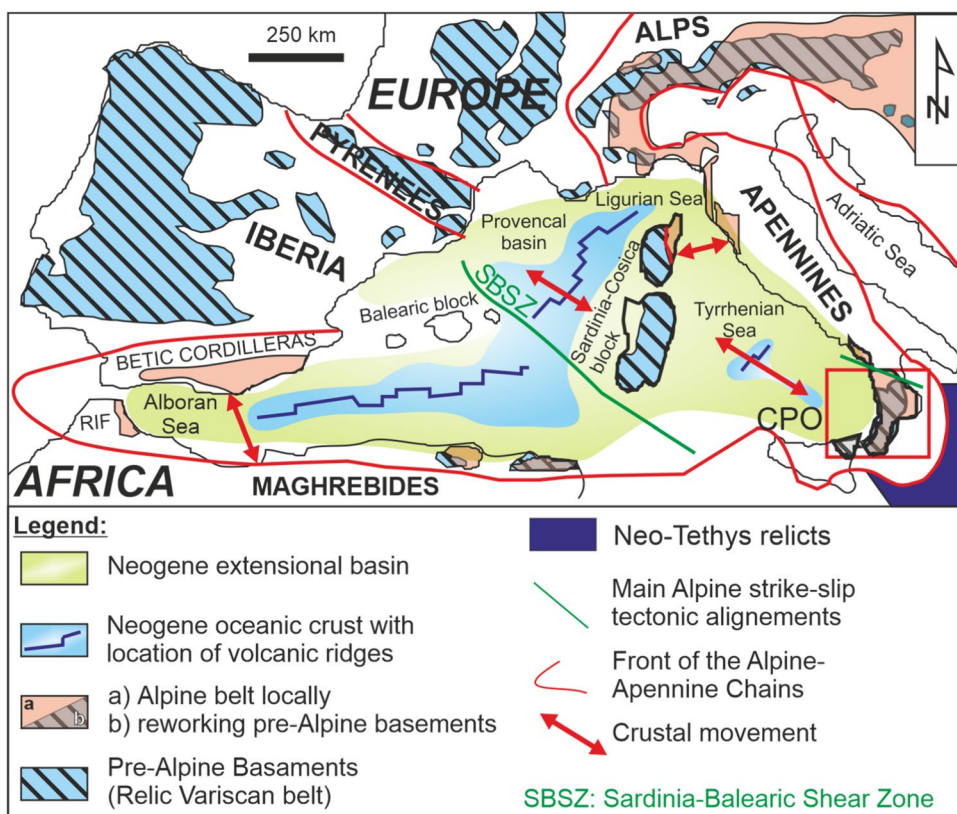 250 km
ALPS
EUROPE
N
PYRENEES
Provencal
basin
Ligurian Sea
APENNINES
Adriatic Sea
IBERIA
SBSZ
Sardinia-Cosica
block
Balearic block
Tyrrhenian
Sea
BETIC CORDILLERAS
Alboran
Sea
RIF
CPO
AFRICA
MAGHREBIDES
Legend:
Neogene extensional basin
Neogene oceanic crust with
location of volcanic ridges
a
b
a) Alpine belt locally
b) reworking pre-Alpine basements
Pre-Alpine Basaments
(Relic Variscan belt)
Neo-Tethys relicts
Main Alpine strike-slip
tectonic alignements
Front of the Alpine-
Apennine Chains
Crustal movement
SBSZ: Sardinia-Balearic Shear Zone